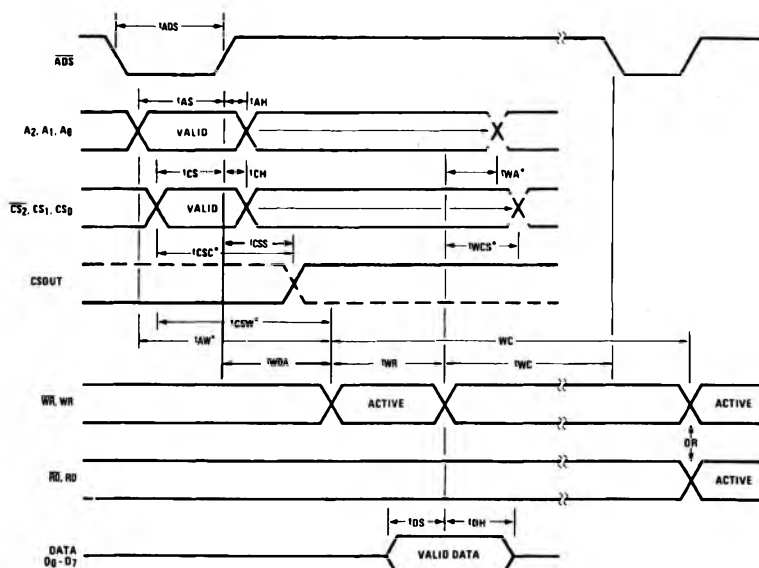 tADS
ADS
tAS tAH
A2, A1, A0 VALID
tCS tCH tWA*
CS2, CS1, CS0 VALID
tCSS tWCS*
tCSC*
CSOUT
tCSW*
tAW* WC
tWDA tWR tWC
WR, WR ACTIVE ACTIVE
OR
RD, RD ACTIVE
tDS tDH
DATA
D0 - D7 VALID DATA